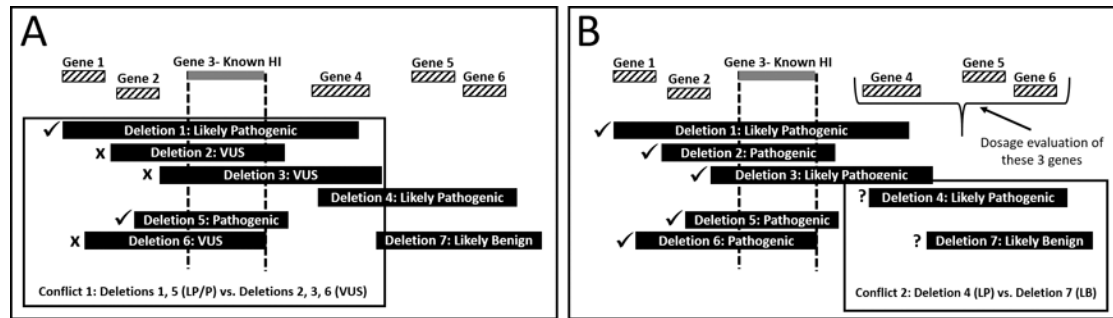 A
Gene 1
Gene 2
Gene 3- Known HI
Gene 4
Gene 5
Gene 6
✓ Deletion 1: Likely Pathogenic
x Deletion 2: VUS
x Deletion 3: VUS
Deletion 4: Likely Pathogenic
✓ Deletion 5: Pathogenic
x Deletion 6: VUS
Deletion 7: Likely Benign
Conflict 1: Deletions 1, 5 (LP/P) vs. Deletions 2, 3, 6 (VUS)
B
Gene 1
Gene 2
Gene 3- Known HI
Gene 4
Gene 5
Gene 6
Dosage evaluation of
these 3 genes
✓ Deletion 1: Likely Pathogenic
✓ Deletion 2: Pathogenic
✓ Deletion 3: Likely Pathogenic
? Deletion 4: Likely Pathogenic
✓ Deletion 5: Pathogenic
✓ Deletion 6: Pathogenic
? Deletion 7: Likely Benign
Conflict 2: Deletion 4 (LP) vs. Deletion 7 (LB)